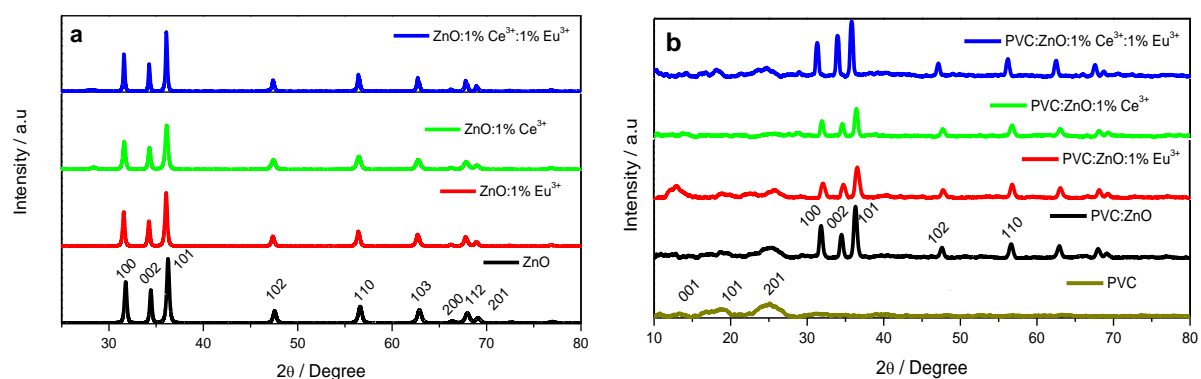 a
ZnO:1% Ce³⁺:1% Eu³⁺
ZnO:1% Ce³⁺
ZnO:1% Eu³⁺
ZnO
100
002
101
102
110
103
200
112
201
Intensity / a.u
30
40
50
60
70
80
2θ / Degree
b
PVC:ZnO:1% Ce³⁺:1% Eu³⁺
PVC:ZnO:1% Ce³⁺
PVC:ZnO:1% Eu³⁺
PVC:ZnO
100
002
101
102
110
PVC
001
101
201
Intensity / a.u
10
20
30
40
50
60
70
80
2θ / Degree